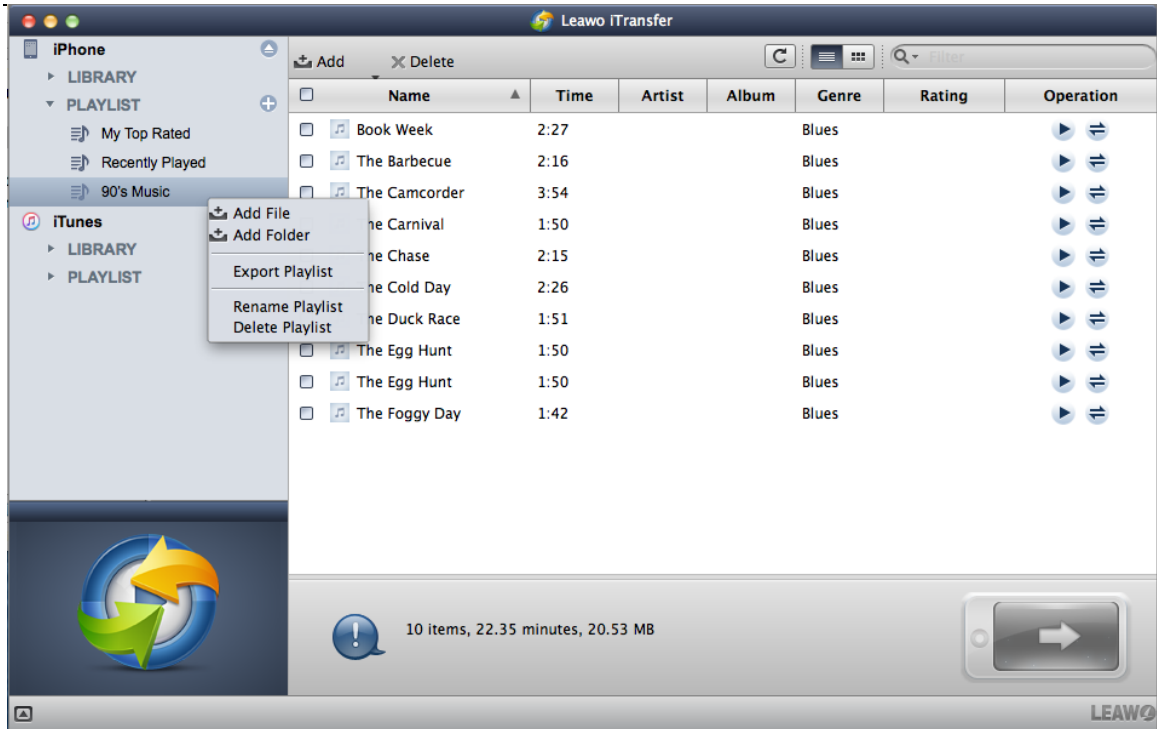 Leawo iTransfer
iPhone
LIBRARY
PLAYLIST
My Top Rated
Recently Played
90's Music
iTunes
LIBRARY
PLAYLIST
Add File
Add Folder
Export Playlist
Rename Playlist
Delete Playlist
Add Delete Filter
Name Time Artist Album Genre Rating Operation
Book Week 2:27 Blues
The Barbecue 2:16 Blues
The Camcorder 3:54 Blues
he Carnival 1:50 Blues
he Chase 2:15 Blues
he Cold Day 2:26 Blues
he Duck Race 1:51 Blues
The Egg Hunt 1:50 Blues
The Egg Hunt 1:50 Blues
The Foggy Day 1:42 Blues
10 items, 22.35 minutes, 20.53 MB
LEAWO